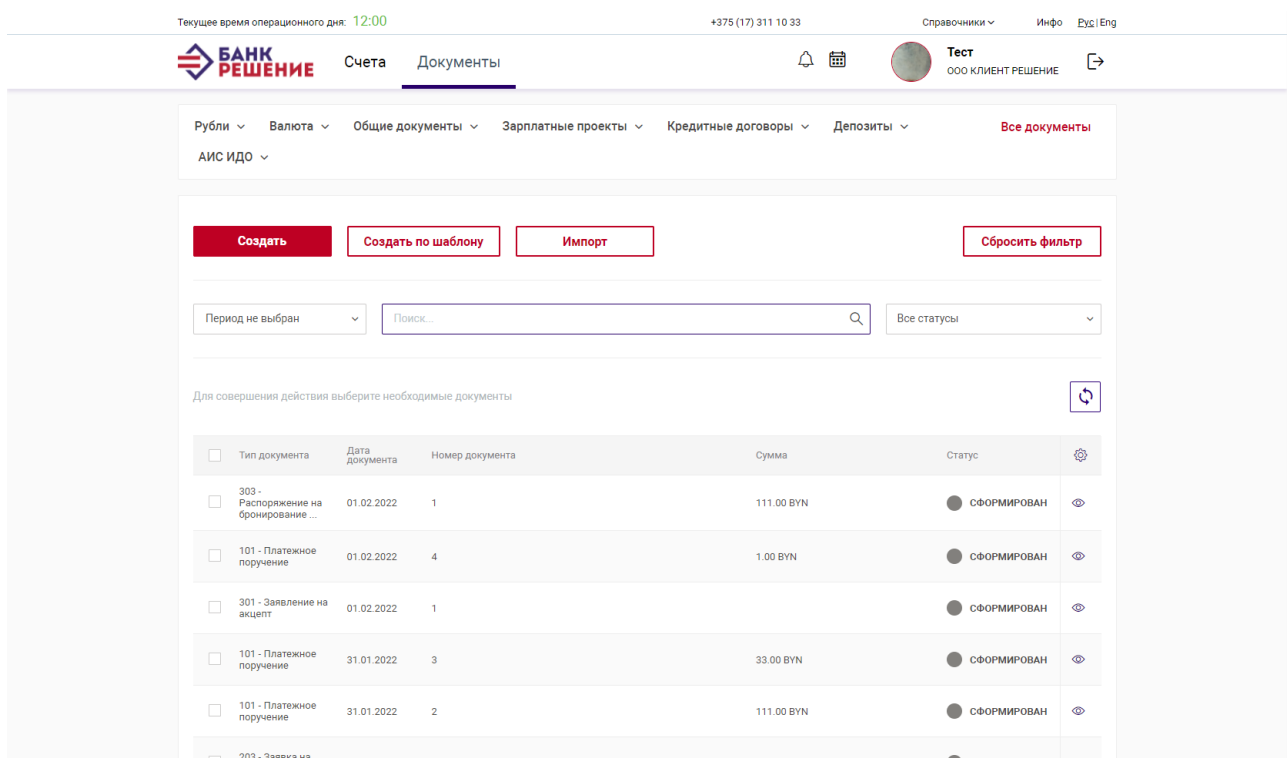 Текущее время операционного дня: 12:00 +375 (17) 311 10 33 Справочники Инфо Рус|Eng
БАНК РЕШЕНИЕ Счета Документы Тест
ООО КЛИЕНТ РЕШЕНИЕ
Рубли Валюта Общие документы Зарплатные проекты Кредитные договоры Депозиты Все документы
АИС ИДО
Создать Создать по шаблону Импорт Сбросить фильтр
Период не выбран Поиск... Все статусы
Для совершения действия выберите необходимые документы
Тип документа Дата документа Номер документа Сумма Статус
303 - Распоряжение на бронирование ... 01.02.2022 1 111.00 BYN СФОРМИРОВАН
101 - Платежное поручение 01.02.2022 4 1.00 BYN СФОРМИРОВАН
301 - Заявление на акцепт 01.02.2022 1 СФОРМИРОВАН
101 - Платежное поручение 31.01.2022 3 33.00 BYN СФОРМИРОВАН
101 - Платежное поручение 31.01.2022 2 111.00 BYN СФОРМИРОВАН
203 - Заявка на